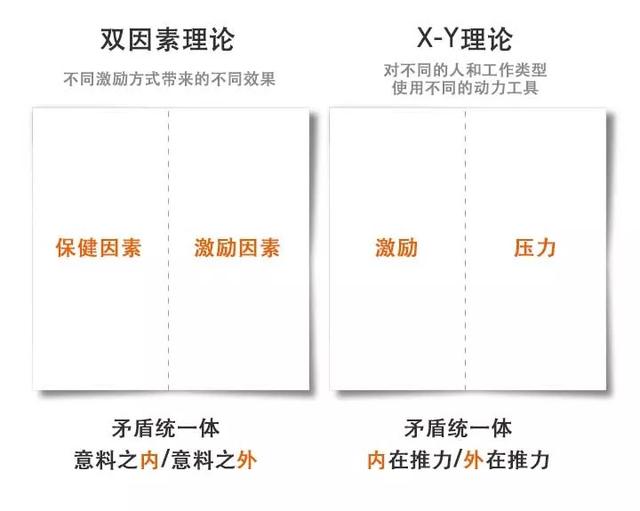 双因素理论
不同激励方式带来的不同效果
保健因素
激励因素
矛盾统一体
意料之内/意料之外
X-Y理论
对不同的人和工作类型
使用不同的动力工具
激励
压力
矛盾统一体
内在推力/外在推力